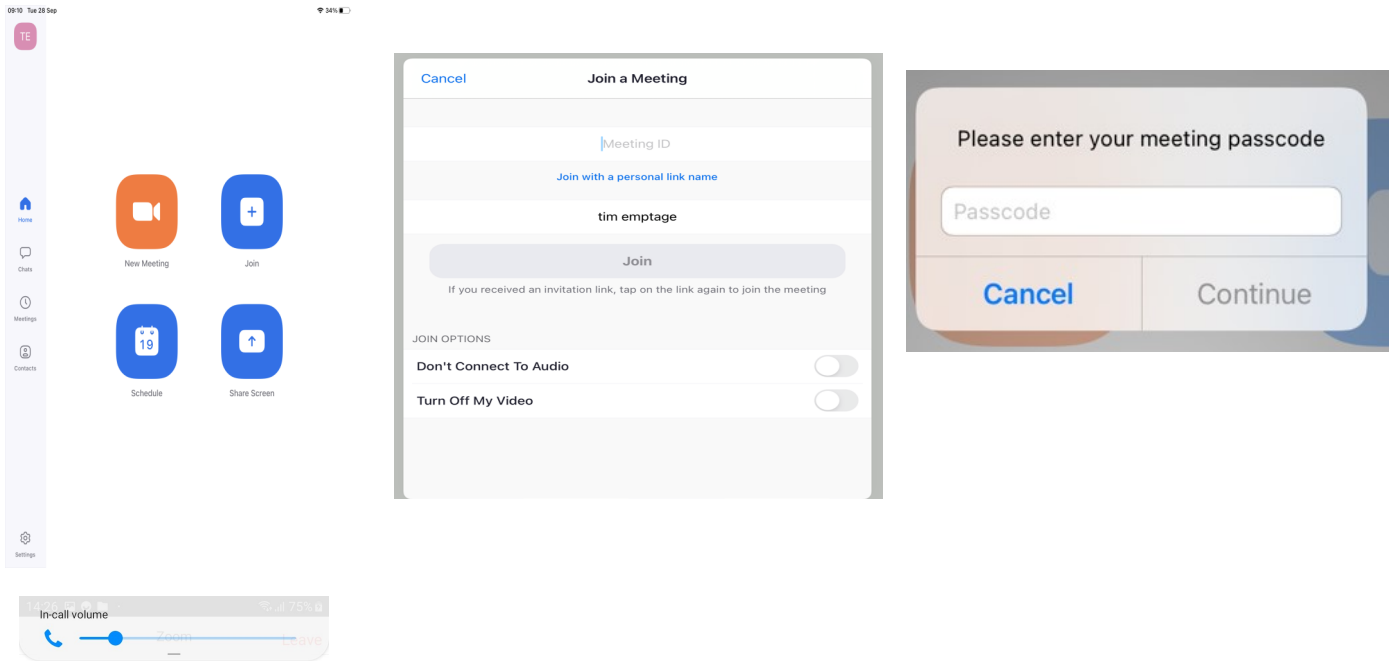 09:10 Tue 28 Sep
34%
TE
Home
Chats
Meetings
Contacts
Settings
New Meeting
Join
19
Schedule
Share Screen
Cancel
Join a Meeting
Meeting ID
Join with a personal link name
tim emptage
Join
If you received an invitation link, tap on the link again to join the meeting
JOIN OPTIONS
Don't Connect To Audio
Turn Off My Video
Please enter your meeting passcode
Passcode
Cancel
Continue
14:26
75%
In-call volume
Zoom
Leave